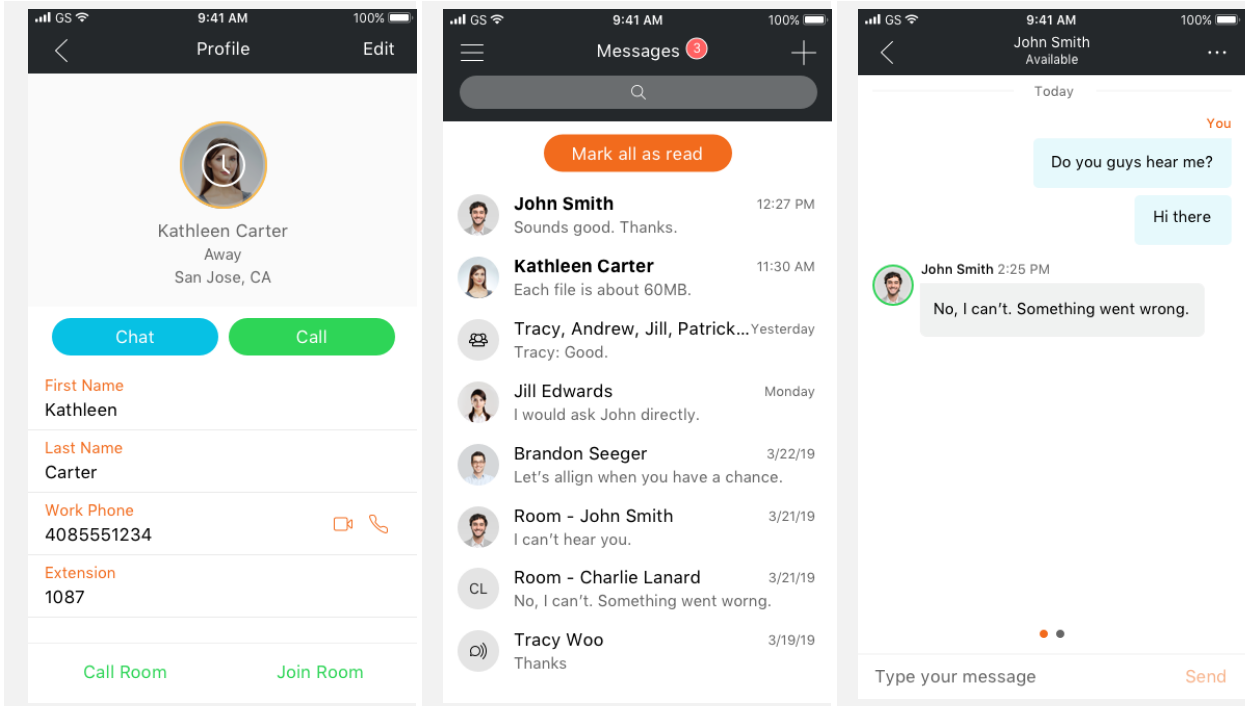 GS 9:41 AM 100%
Profile Edit
Kathleen Carter
Away
San Jose, CA
Chat Call
First Name
Kathleen
Last Name
Carter
Work Phone
4085551234
Extension
1087
Call Room Join Room
GS 9:41 AM 100%
Messages 3
Mark all as read
John Smith 12:27 PM
Sounds good. Thanks.
Kathleen Carter 11:30 AM
Each file is about 60MB.
Tracy, Andrew, Jill, Patrick... Yesterday
Tracy: Good.
Jill Edwards Monday
I would ask John directly.
Brandon Seeger 3/22/19
Let's allign when you have a chance.
Room - John Smith 3/21/19
I can't hear you.
CL Room - Charlie Lanard 3/21/19
No, I can't. Something went worng.
Tracy Woo 3/19/19
Thanks
GS 9:41 AM 100%
John Smith
Available
...
Today
You
Do you guys hear me?
Hi there
John Smith 2:25 PM
No, I can't. Something went wrong.
Type your message Send